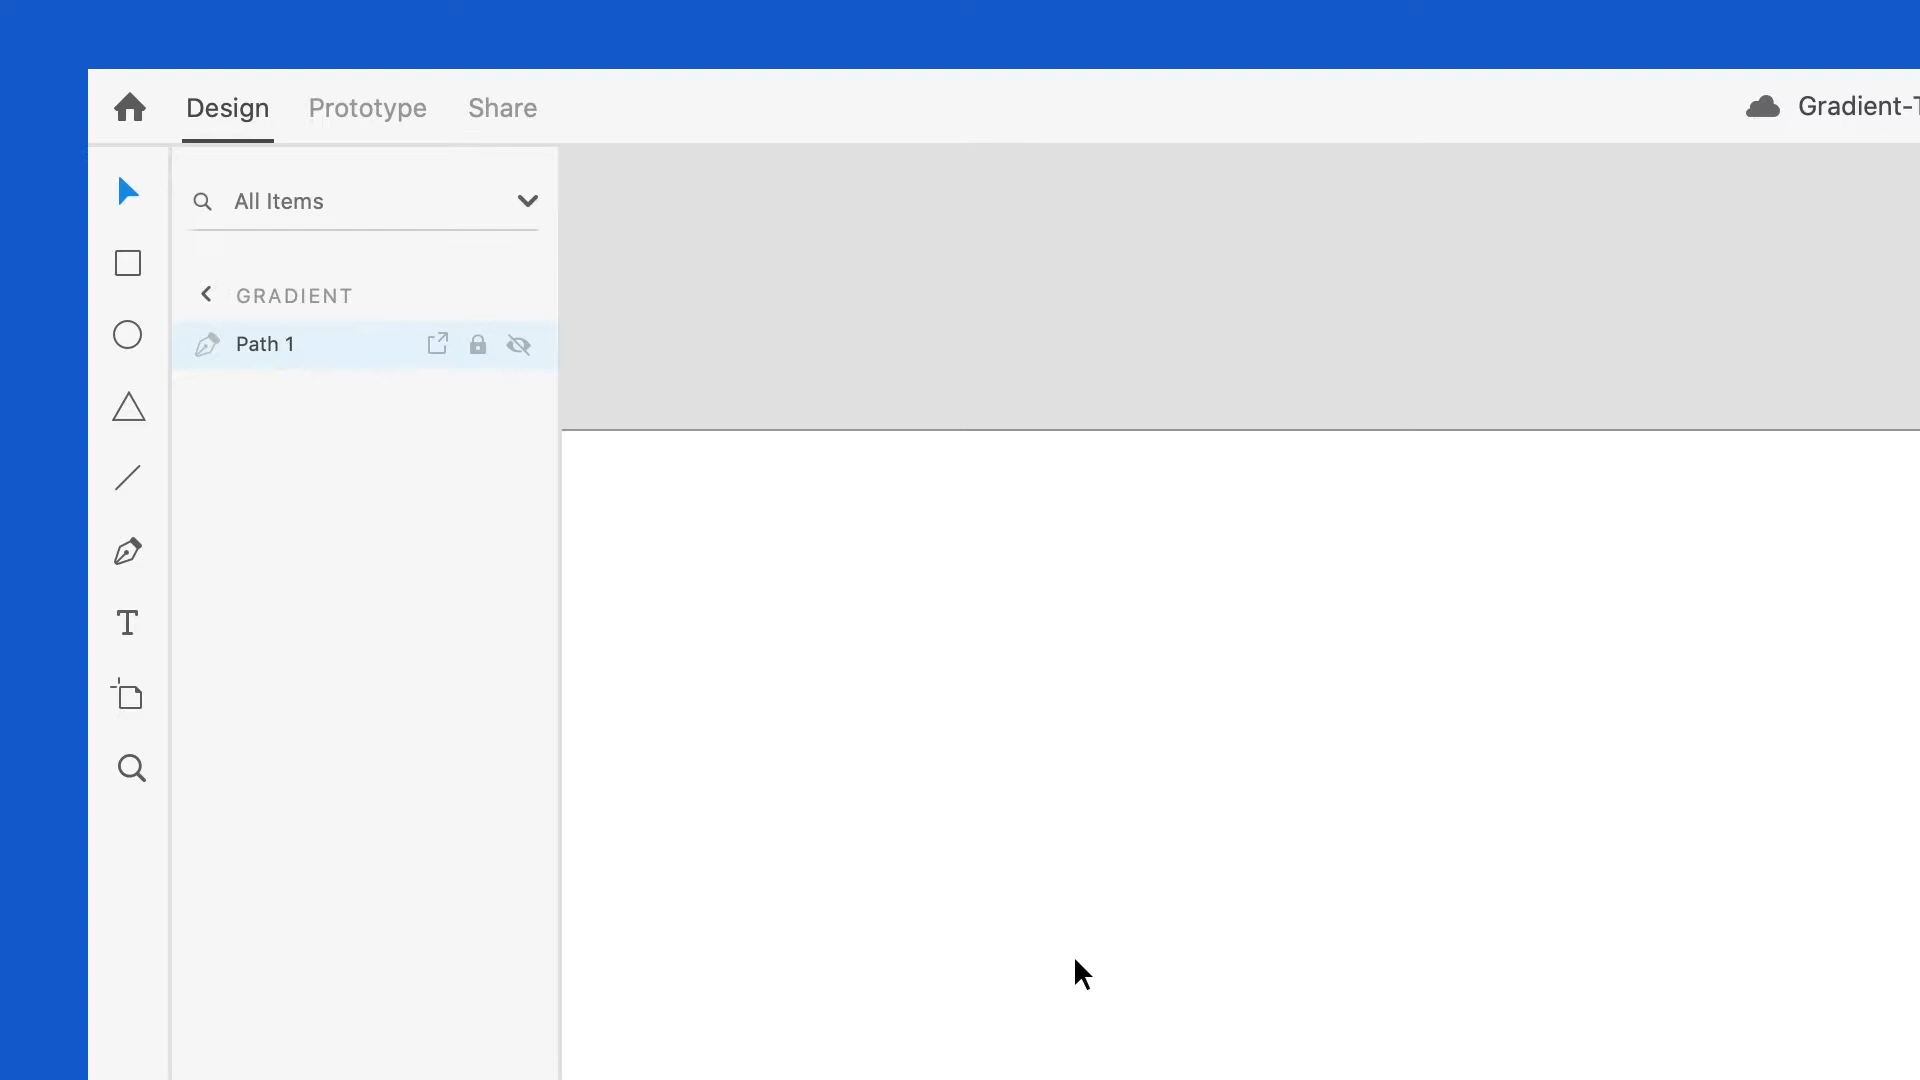 Design Prototype Share
Gradient-T
All Items
GRADIENT
Path 1